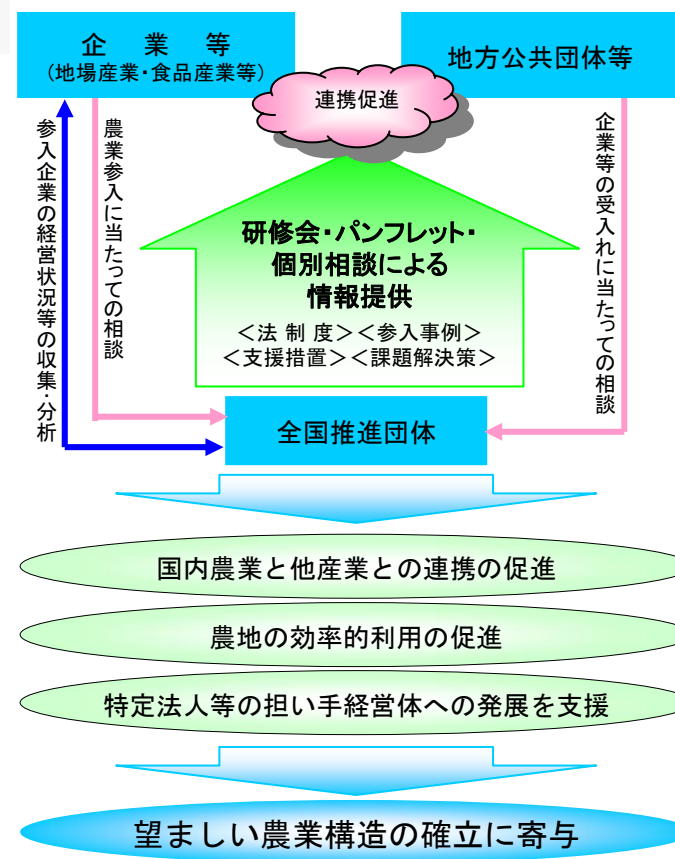 企　業　等
(地場産業・食品産業等)
地方公共団体等
連携促進
参入企業の経営状況等の収集・分析
農業参入に当たっての相談
企業等の受入れに当たっての相談
研修会・パンフレット・
個別相談による
情報提供
＜法 制 度＞＜参入事例＞
＜支援措置＞＜課題解決策＞
全国推進団体
国内農業と他産業との連携の促進
農地の効率的利用の促進
特定法人等の担い手経営体への発展を支援
望ましい農業構造の確立に寄与